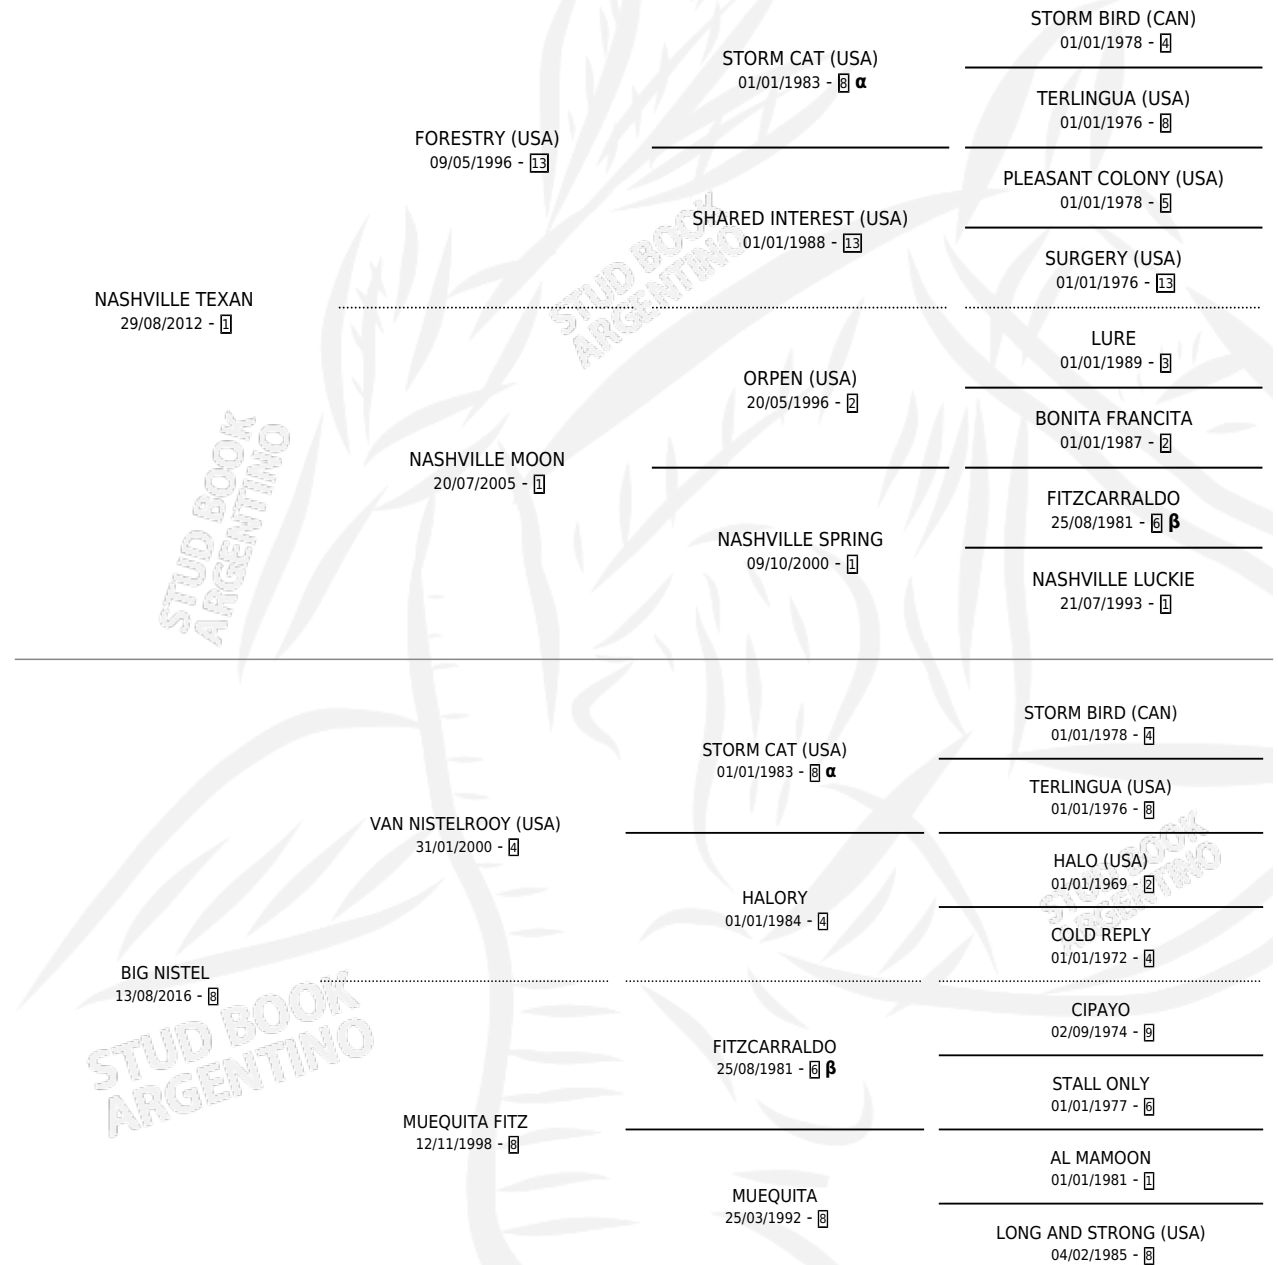 STORM BIRD (CAN)
01/01/1978 - 4
STORM CAT (USA)
01/01/1983 - 8 α
TERLINGUA (USA)
01/01/1976 - 8
FORESTRY (USA)
09/05/1996 - 13
PLEASANT COLONY (USA)
01/01/1978 - 5
SHARED INTEREST (USA)
01/01/1988 - 13
SURGERY (USA)
01/01/1976 - 13
NASHVILLE TEXAN
29/08/2012 - 1
LURE
01/01/1989 - 3
ORPEN (USA)
20/05/1996 - 2
BONITA FRANCITA
01/01/1987 - 2
NASHVILLE MOON
20/07/2005 - 1
FITZCARRALDO
25/08/1981 - 6 β
NASHVILLE SPRING
09/10/2000 - 1
NASHVILLE LUCKIE
21/07/1993 - 1
STORM BIRD (CAN)
01/01/1978 - 4
STORM CAT (USA)
01/01/1983 - 8 α
TERLINGUA (USA)
01/01/1976 - 8
VAN NISTELROOY (USA)
31/01/2000 - 4
HALO (USA)
01/01/1969 - 2
HALORY
01/01/1984 - 4
COLD REPLY
01/01/1972 - 4
BIG NISTEL
13/08/2016 - 8
CIPAYO
02/09/1974 - 9
FITZCARRALDO
25/08/1981 - 6 β
STALL ONLY
01/01/1977 - 6
MUEQUITA FITZ
12/11/1998 - 8
AL MAMOON
01/01/1981 - 1
MUEQUITA
25/03/1992 - 8
LONG AND STRONG (USA)
04/02/1985 - 8
STUD BOOK
ARGENTINO
STUD BOOK
ARGENTINO
STUD BOOK
ARGENTINO
STUD BOOK
ARGENTINO